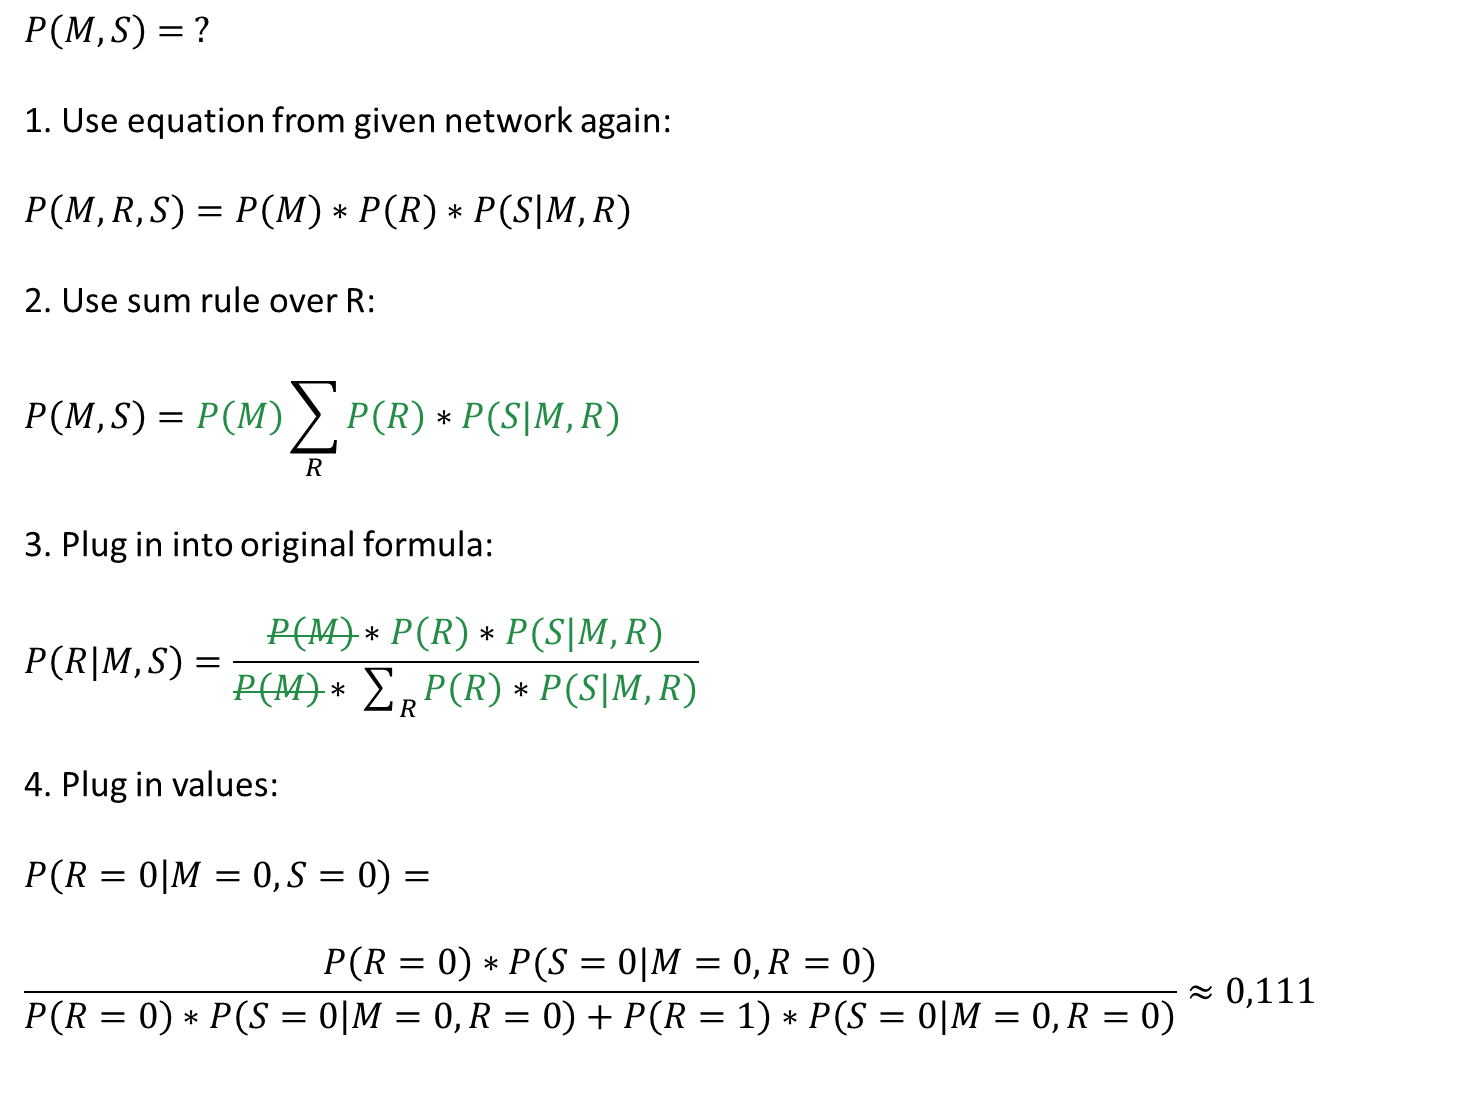 P(M, S) = ?
1. Use equation from given network again:
P(M, R, S) = P(M) ∗ P(R) ∗ P(S|M, R)
2. Use sum rule over R:
P(M, S) = P(M) ∑_R P(R) ∗ P(S|M, R)
3. Plug in into original formula:
P(M) ∗ P(R) ∗ P(S|M, R)
P(R|M, S) =
P(M) ∗ ∑_R P(R) ∗ P(S|M, R)
4. Plug in values:
P(R = 0|M = 0, S = 0) =
P(R = 0) ∗ P(S = 0|M = 0, R = 0)
P(R = 0) ∗ P(S = 0|M = 0, R = 0) + P(R = 1) ∗ P(S = 0|M = 0, R = 0)
≈ 0,111